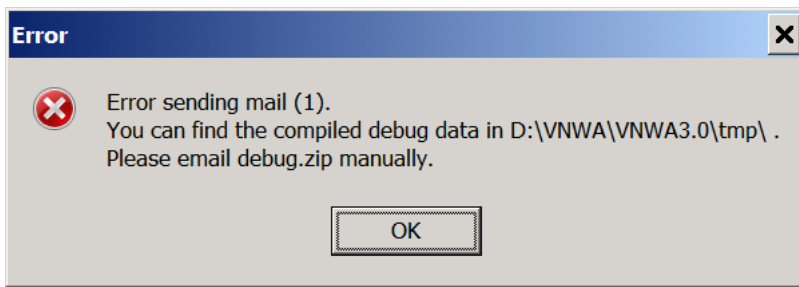 Error
Error sending mail (1).
You can find the compiled debug data in D:\VNWA\VNWA3.0\tmp\ .
Please email debug.zip manually.
OK